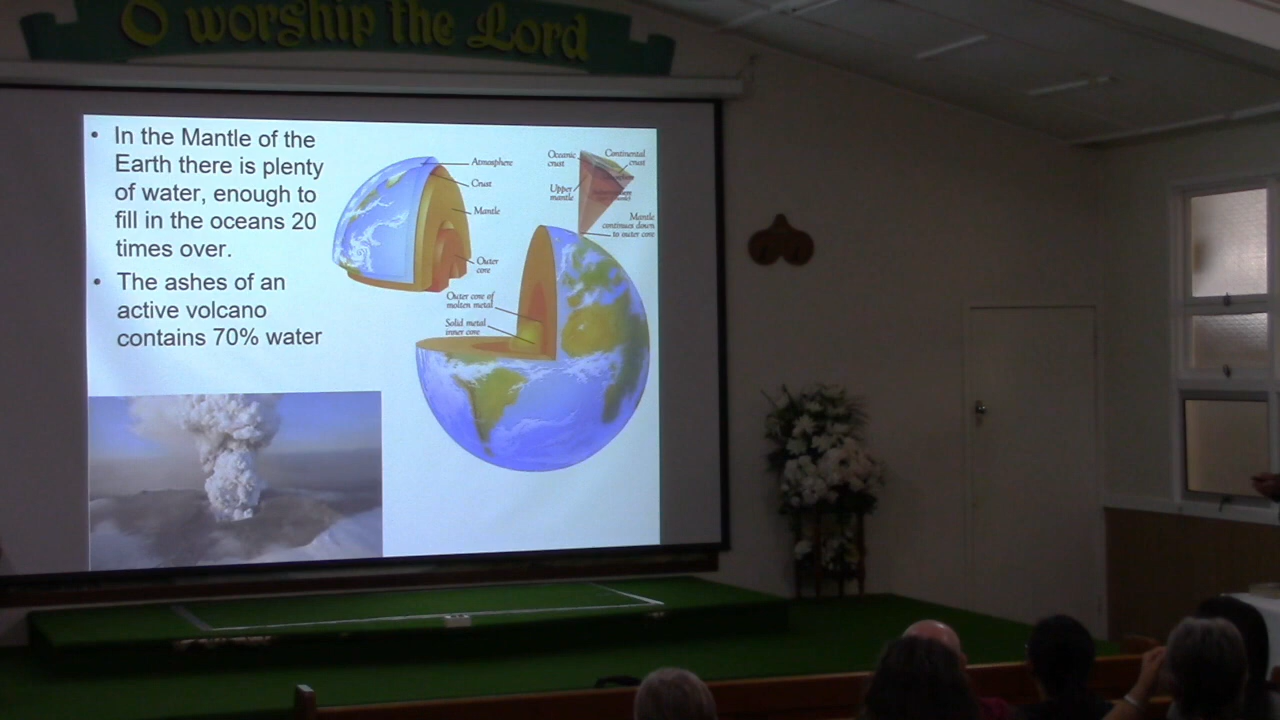 O worship the Lord
• In the Mantle of the
Earth there is plenty
of water, enough to
fill in the oceans 20
times over.
• The ashes of an
active volcano
contains 70% water
Atmosphere
Crust
Mantle
Outer
core
Outer core of
molten metal
Solid metal
inner core
Oceanic
crust
Continental
crust
Upper
mantle
Mantle
continues down
to outer core